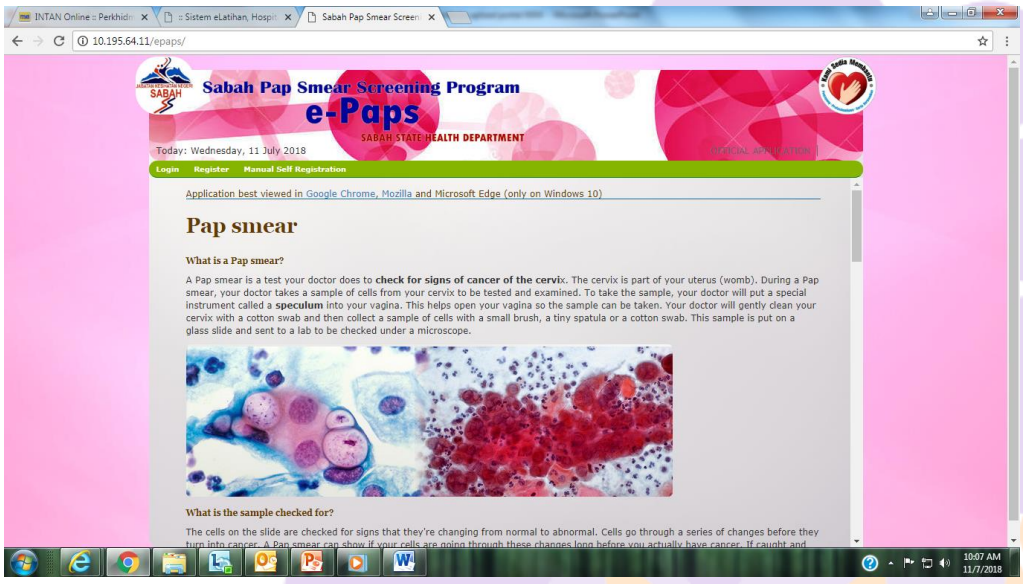 INTAN Online :: Perkhidm
:: Sistem eLatihan, Hospit
Sabah Pap Smear Screeni
10.195.64.11/epaps/
SABAH
Sabah Pap Smear Screening Program
e-Paps
SABAH STATE HEALTH DEPARTMENT
Kami Sedia Membantu
Today: Wednesday, 11 July 2018
OFFICIAL APPLICATION |
Login Register Manual Self Registration
Application best viewed in Google Chrome, Mozilla and Microsoft Edge (only on Windows 10)
Pap smear
What is a Pap smear?
A Pap smear is a test your doctor does to check for signs of cancer of the cervix. The cervix is part of your uterus (womb). During a Pap
smear, your doctor takes a sample of cells from your cervix to be tested and examined. To take the sample, your doctor will put a special
instrument called a speculum into your vagina. This helps open your vagina so the sample can be taken. Your doctor will gently clean your
cervix with a cotton swab and then collect a sample of cells with a small brush, a tiny spatula or a cotton swab. This sample is put on a
glass slide and sent to a lab to be checked under a microscope.
What is the sample checked for?
The cells on the slide are checked for signs that they're changing from normal to abnormal. Cells go through a series of changes before they
turn into cancer. A Pap smear can show if your cells are going through these changes long before you actually have cancer. If caught and
10:07 AM
11/7/2018